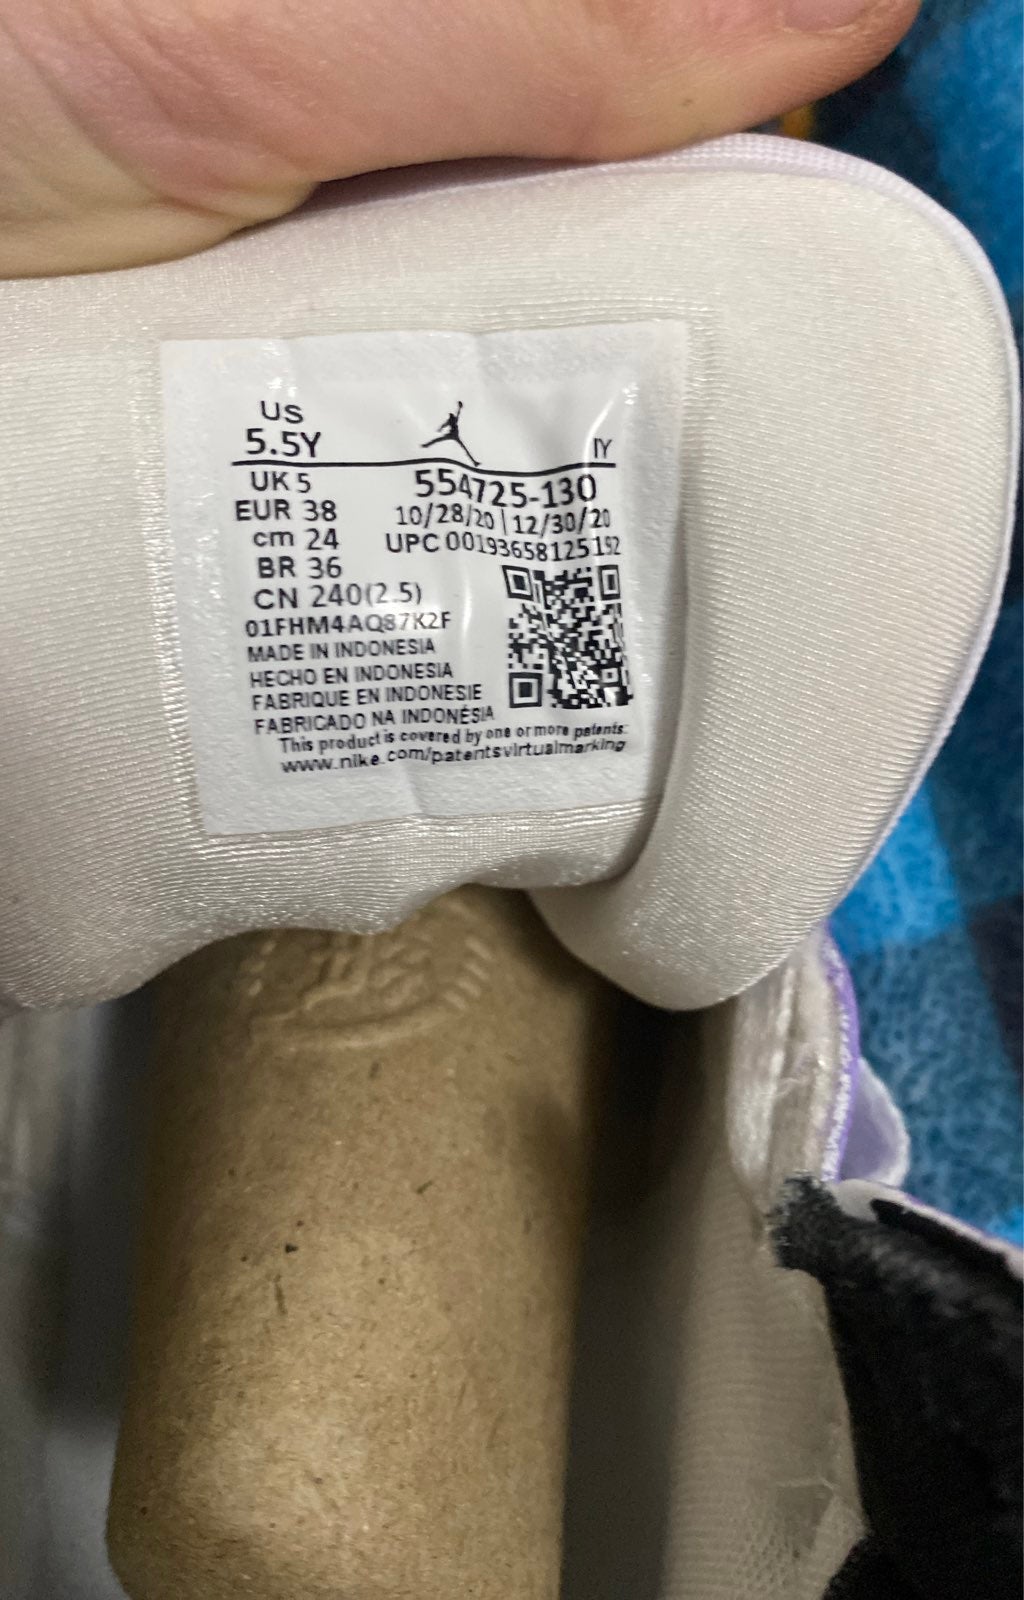 US
5.5Y
IY
UK 5
554725-130
EUR 38
10/28/20 | 12/30/20
cm 24
UPC 00193658125192
BR 36
CN 240(2.5)
01FHM4AQ87K2F
MADE IN INDONESIA
HECHO EN INDONESIA
FABRIQUE EN INDONESIE
FABRICADO NA INDONÉSIA
This product is covered by one or more patents:
www.nike.com/patentsvirtualmarking